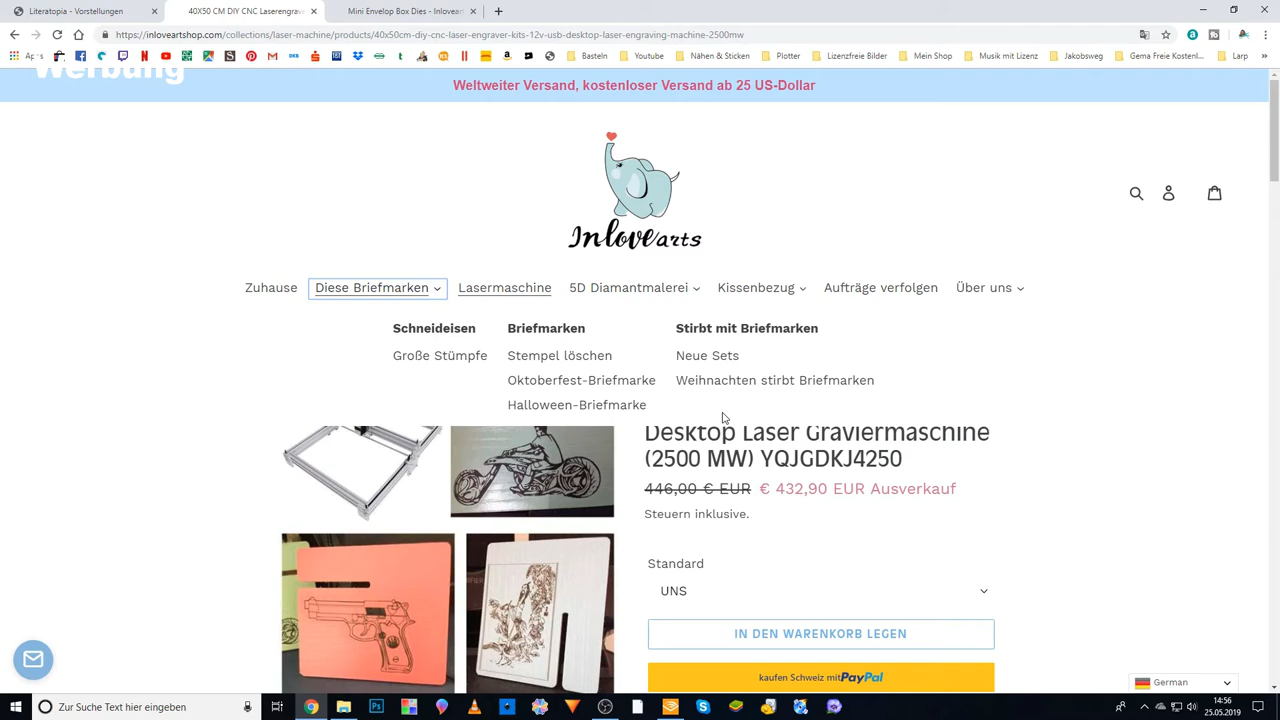 Literatopia - Vorstellungen
40X50 CM DIY CNC Laserengrave
Mini Envelop Box Dies - Inlovearts
https://inloveartshop.com/collections/laser-machine/products/40x50cm-diy-cnc-laser-engraver-kits-12v-usb-desktop-laser-engraving-machine-2500mw
Apps Basteln Youtube Nähen & Sticken Plotter Lizenzfreie Bilder Mein Shop Musik mit Lizenz Jakobsweg Gema Freie Kostenl... Larp
Werbung
Weltweiter Versand, kostenloser Versand ab 25 US-Dollar
Inlovearts
Zuhause Diese Briefmarken Lasermaschine 5D Diamantmalerei Kissenbezug Aufträge verfolgen Über uns
Schneideisen Briefmarken Stirbt mit Briefmarken
Große Stümpfe Stempel löschen Neue Sets
Oktoberfest-Briefmarke Weihnachten stirbt Briefmarken
Halloween-Briefmarke
Desktop Laser Graviermaschine
(2500 MW) YQJGDKJ4250
446,00 € EUR € 432,90 EUR Ausverkauf
Steuern inklusive.
Standard
UNS
IN DEN WARENKORB LEGEN
kaufen Schweiz mit PayPal
German
Zur Suche Text hier eingeben
14:56
25.05.2019